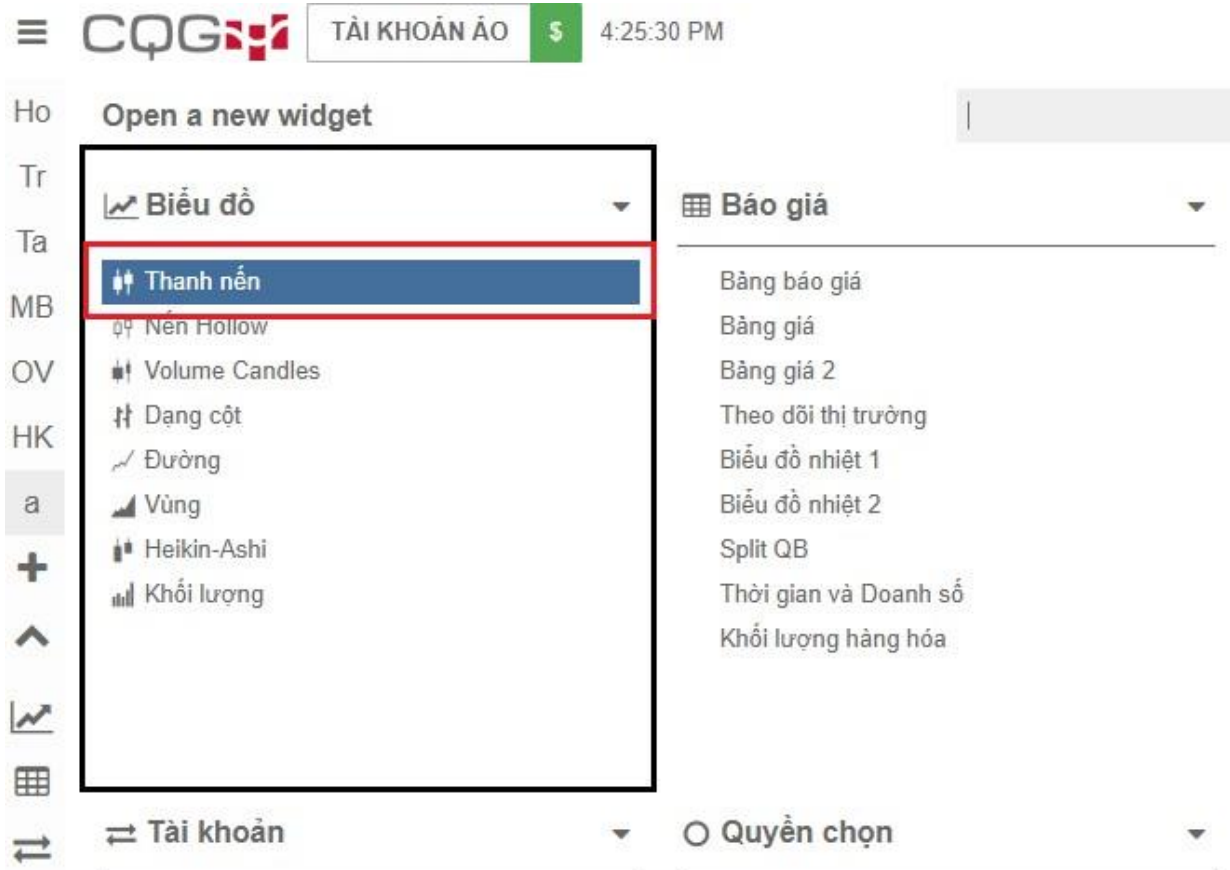 CQG TÀI KHOẢN ẢO $ 4:25:30 PM
Ho
Tr
Ta
MB
OV
HK
a
Open a new widget
Biểu đồ
Thanh nến
Nến Hollow
Volume Candles
Dạng cột
Đường
Vùng
Heikin-Ashi
Khối lượng
Báo giá
Bảng báo giá
Bảng giá
Bảng giá 2
Theo dõi thị trường
Biểu đồ nhiệt 1
Biểu đồ nhiệt 2
Split QB
Thời gian và Doanh số
Khối lượng hàng hóa
Tài khoản
Quyền chọn